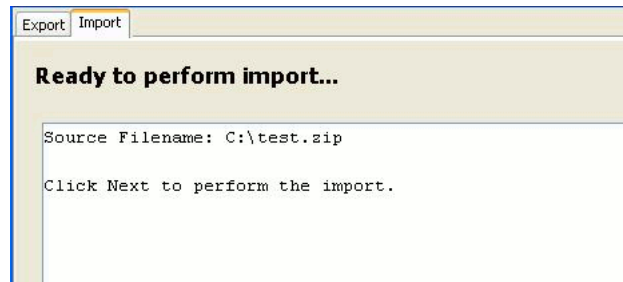 Export Import
Ready to perform import...
Source Filename: C:\test.zip
Click Next to perform the import.